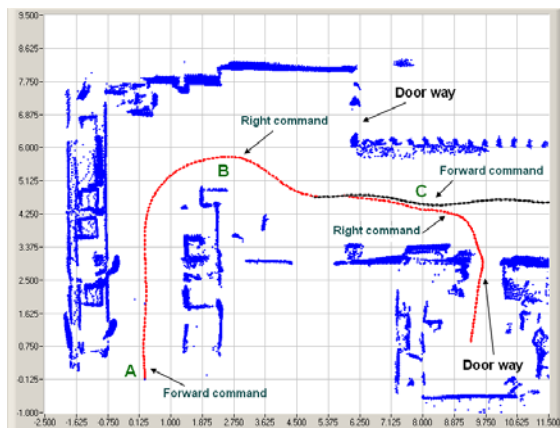 9.500
8.625
7.750
6.875
6.000
5.125
4.250
3.375
2.500
1.625
0.750
0.125
-1.000
Door way
Right command
B
C
Forward command
Right command
A
Forward command
Door way
-2.500 -1.625 -0.750 0.125 1.000 1.875 2.750 3.625 4.500 5.375 6.250 7.125 8.000 8.875 9.750 10.625 11.500